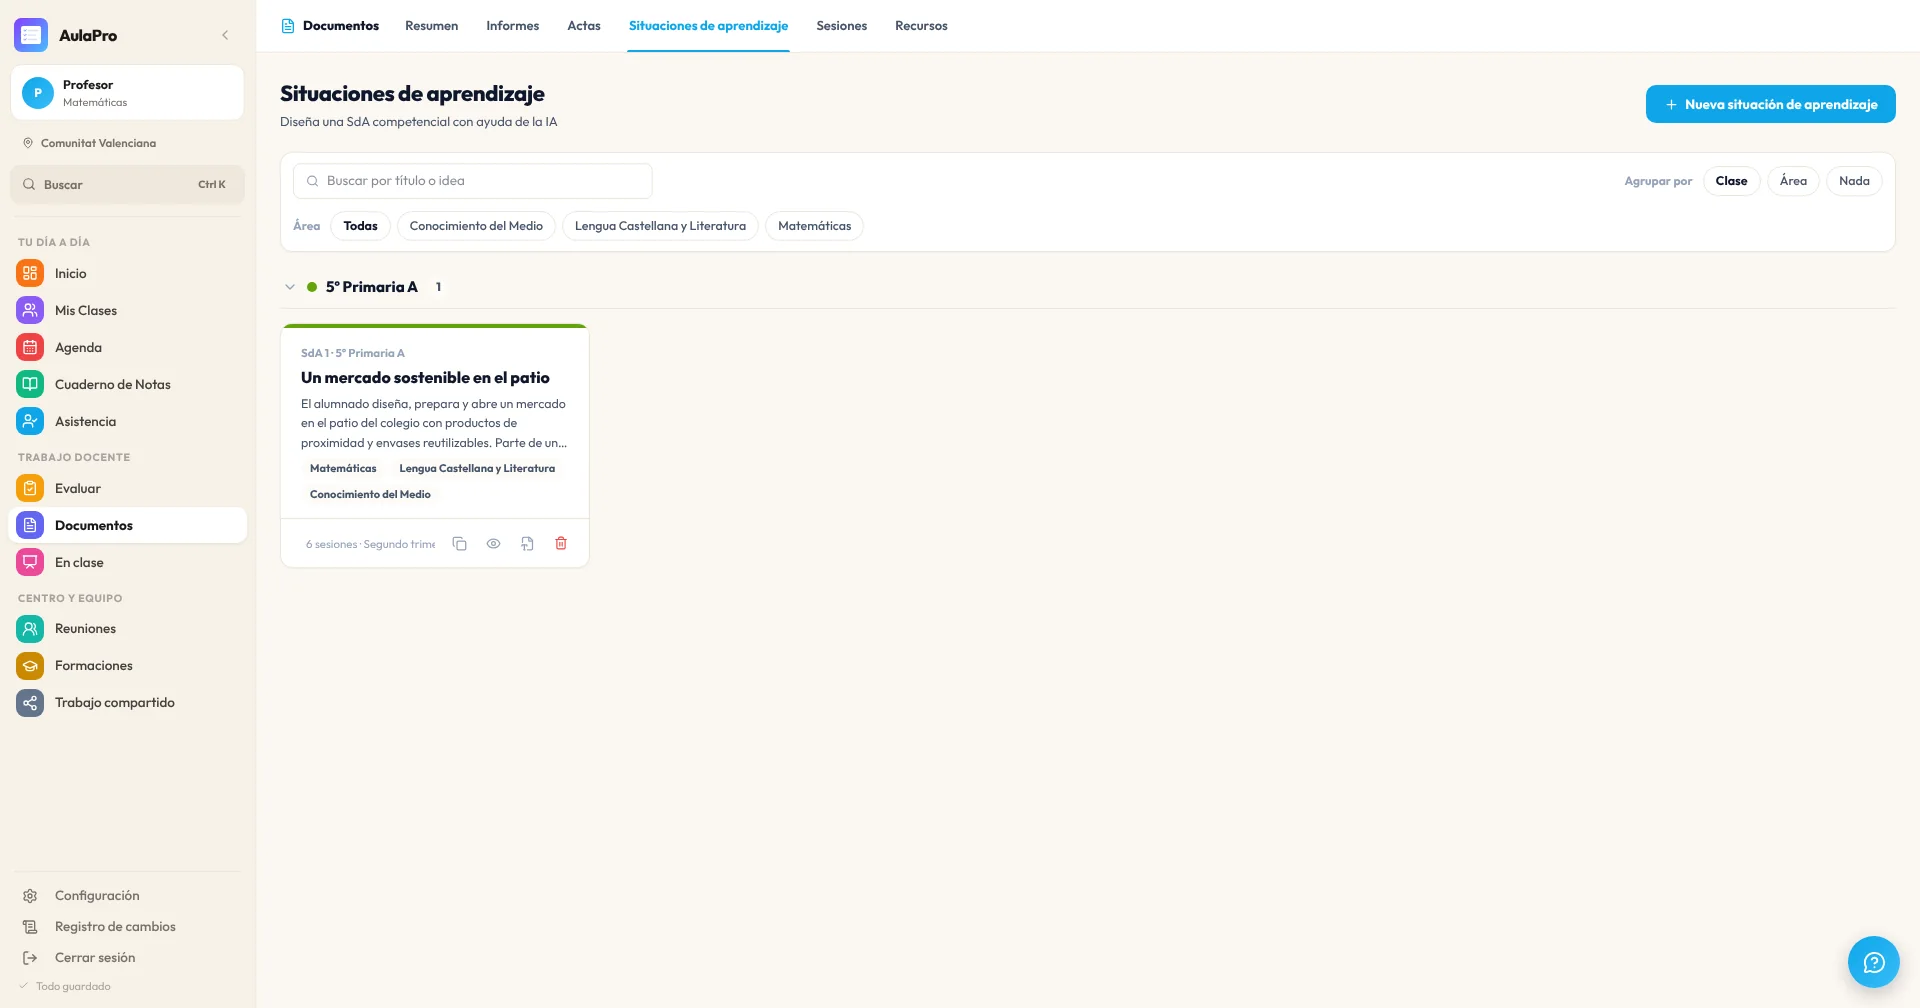 AulaPro
P
Profesor
Matemáticas
Comunitat Valenciana
Buscar
Ctrl K
TU DÍA A DÍA
Inicio
Mis Clases
Agenda
Cuaderno de Notas
Asistencia
TRABAJO DOCENTE
Evaluar
Documentos
En clase
CENTRO Y EQUIPO
Reuniones
Formaciones
Trabajo compartido
Configuración
Registro de cambios
Cerrar sesión
Todo guardado
Documentos Resumen Informes Actas Situaciones de aprendizaje Sesiones Recursos
Situaciones de aprendizaje
Diseña una SdA competencial con ayuda de la IA
+ Nueva situación de aprendizaje
Buscar por título o idea
Agrupar por Clase Área Nada
Área Todas Conocimiento del Medio Lengua Castellana y Literatura Matemáticas
5º Primaria A 1
SdA 1 · 5º Primaria A
Un mercado sostenible en el patio
El alumnado diseña, prepara y abre un mercado
en el patio del colegio con productos de
proximidad y envases reutilizables. Parte de un...
Matemáticas Lengua Castellana y Literatura
Conocimiento del Medio
6 sesiones · Segundo trime